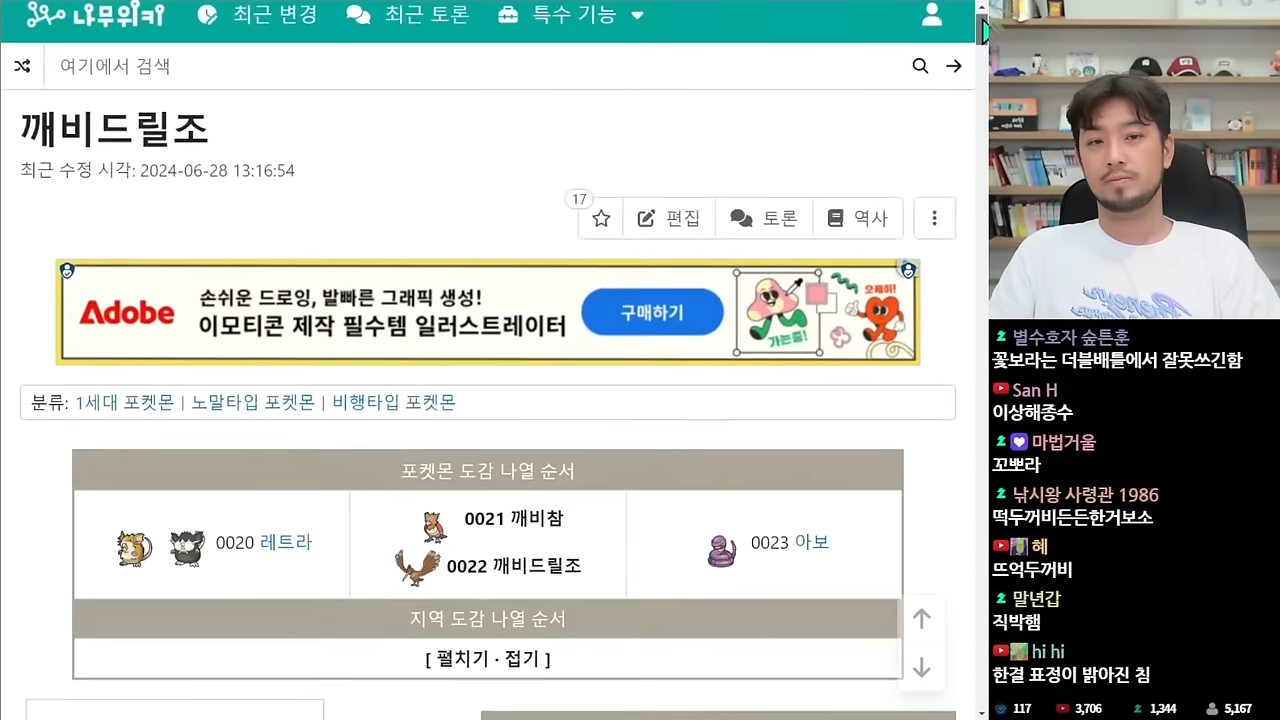 나무위키
최근 변경
최근 토론
특수 기능
여기에서 검색
깨비드릴조
최근 수정 시각: 2024-06-28 13:16:54
17
편집
토론
역사
Adobe
손쉬운 드로잉, 발빠른 그래픽 생성!
이모티콘 제작 필수템 일러스트레이터
구매하기
가는중!
오케이!
분류: 1세대 포켓몬 | 노말타입 포켓몬 | 비행타입 포켓몬
포켓몬 도감 나열 순서
0020 레트라
0021 깨비참
0022 깨비드릴조
0023 아보
지역 도감 나열 순서
[ 펼치기 · 접기 ]
별수호자 숲튼훈
꽃보라는 더블배틀에서 잘못쓰긴함
San H
이상해종수
마법거울
꼬뽀라
낚시왕 사령관 1986
떡두꺼비든든한거보소
혜
뜨억두꺼비
말년갑
직박햄
hi hi
한결 표정이 밝아진 침
117
3,706
1,344
5,167